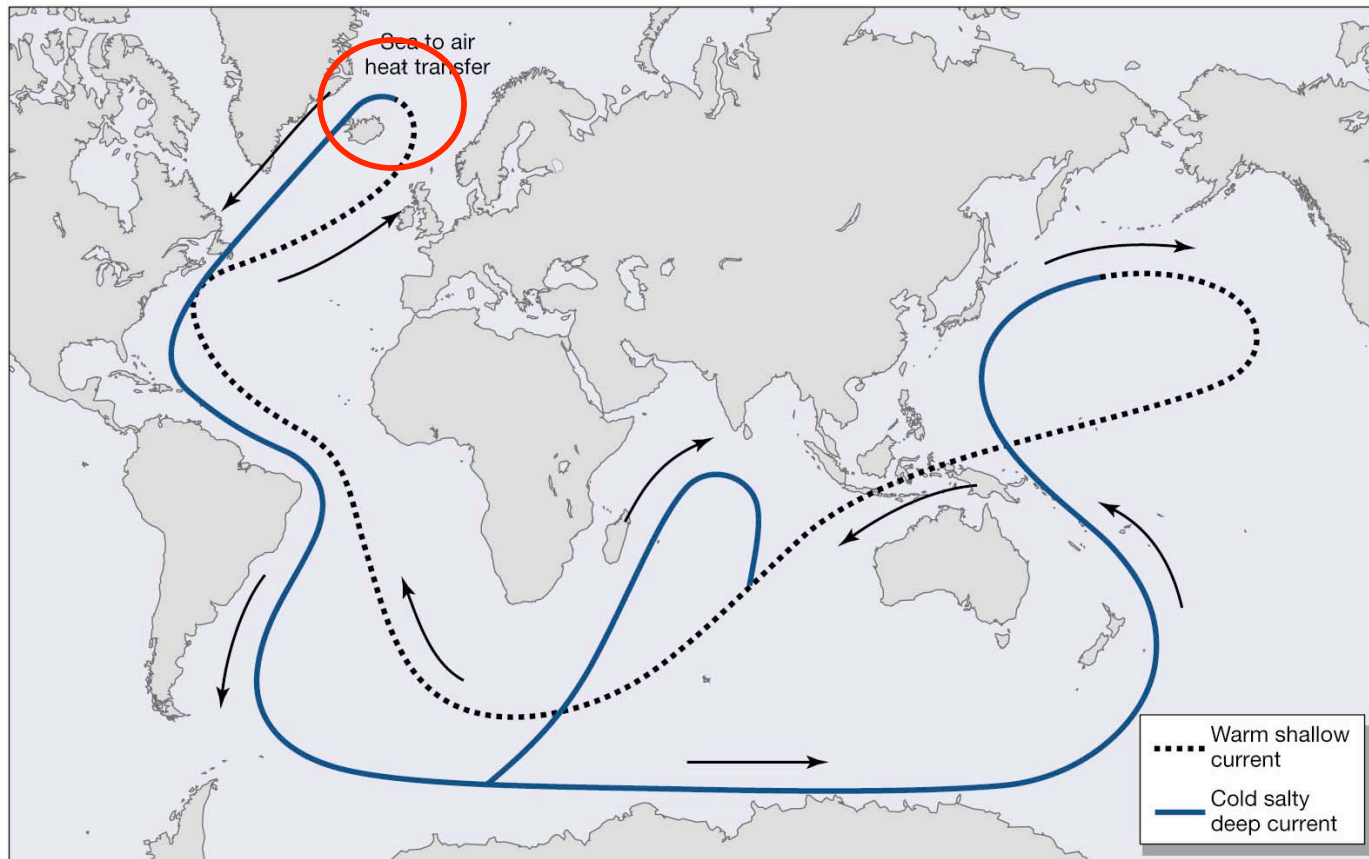 Sea to air
heat transfer
Warm shallow
current
Cold salty
deep current